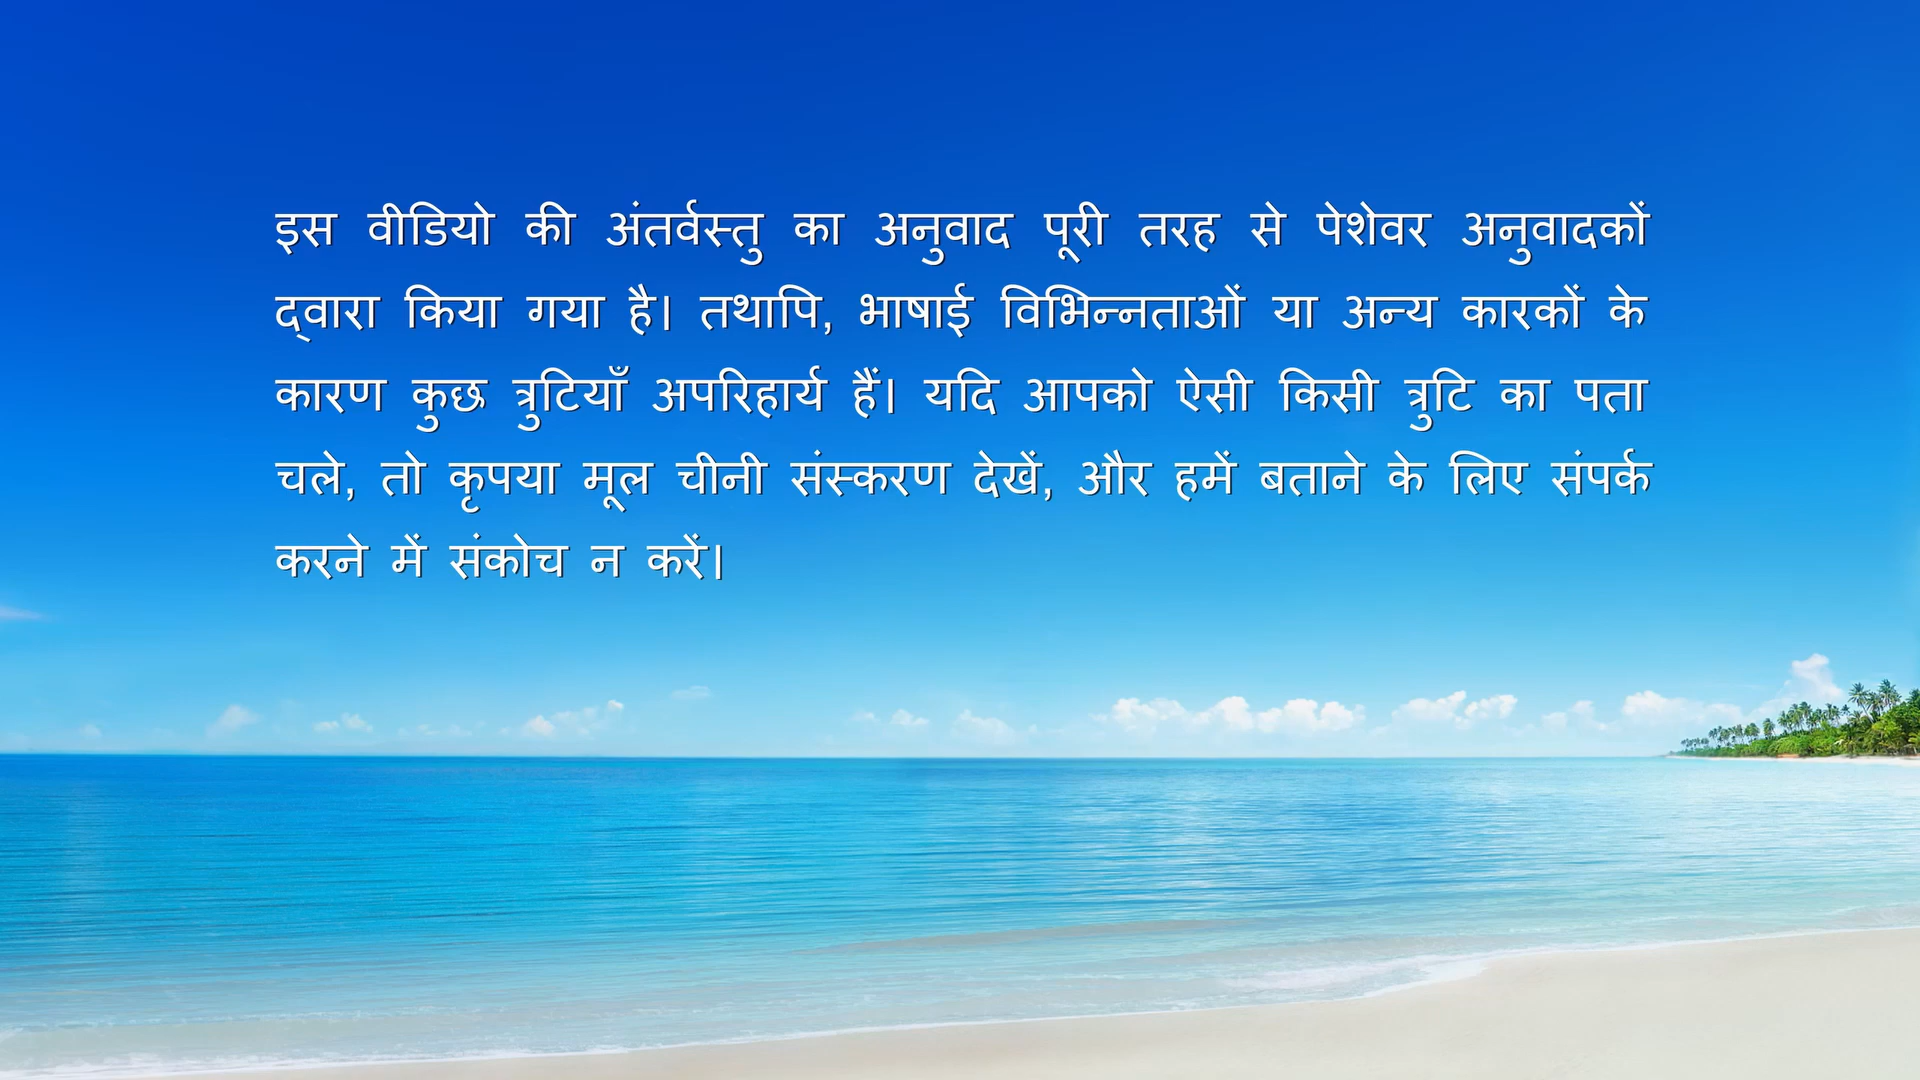 इस वीडियो की अंतर्वस्तु का अनुवाद पूरी तरह से पेशेवर अनुवादकों
द्वारा किया गया है। तथापि, भाषाई विभिन्नताओं या अन्य कारकों के
कारण कुछ त्रुटियाँ अपरिहार्य हैं। यदि आपको ऐसी किसी त्रुटि का पता
चले, तो कृपया मूल चीनी संस्करण देखें, और हमें बताने के लिए संपर्क
करने में संकोच न करें।